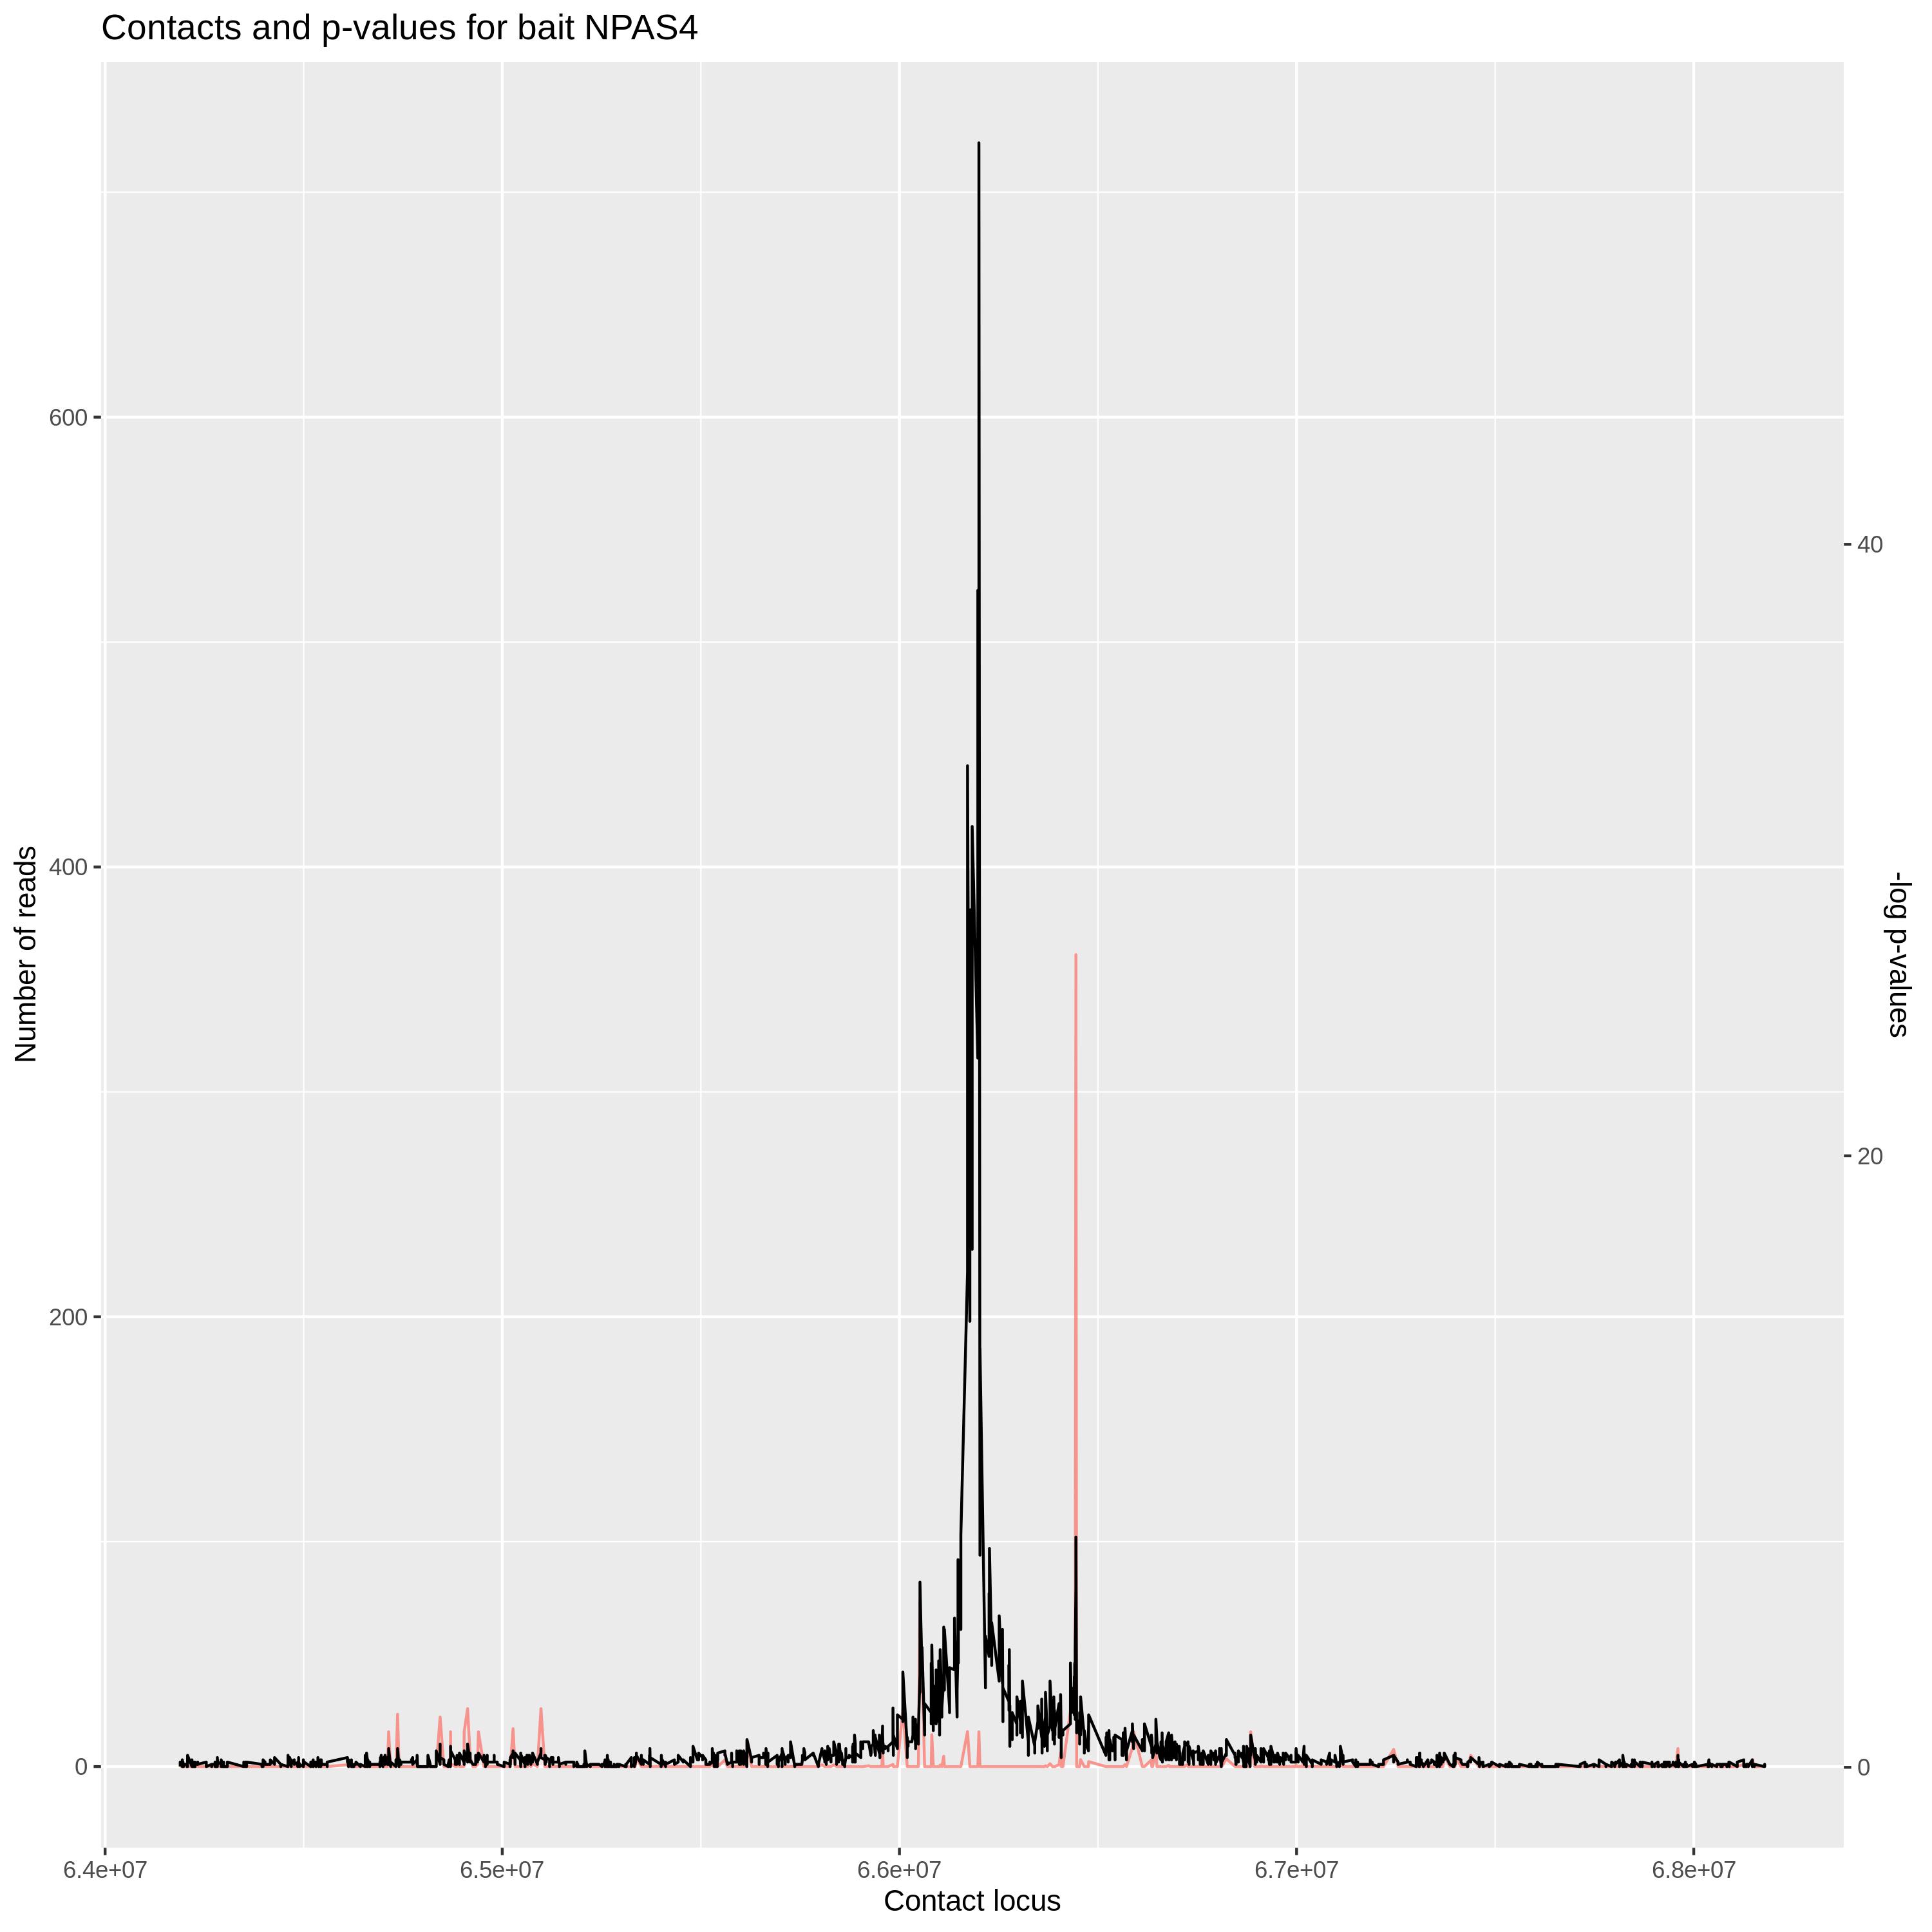 Contacts and p-values for bait NPAS4
600
400
200
0
Number of reads
40
20
0
-log p-values
6.4e+07
6.5e+07
6.6e+07
6.7e+07
6.8e+07
Contact locus